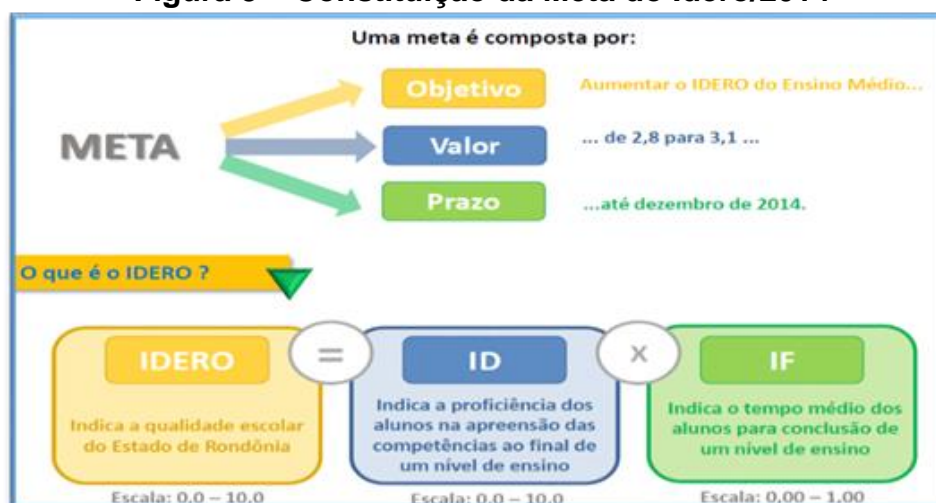 Uma meta é composta por:
META
Objetivo
Aumentar o IDERO do Ensino Médio...
Valor
... de 2,8 para 3,1 ...
Prazo
...até dezembro de 2014.
O que é o IDERO ?
IDERO
Indica a qualidade escolar
do Estado de Rondônia
Escala: 0,0 – 10,0
=
ID
Indica a proficiência dos
alunos na apreensão das
competências ao final de
um nível de ensino
Escala: 0,0 – 10,0
X
IF
Indica o tempo médio dos
alunos para conclusão de
um nível de ensino
Escala: 0,00 – 1,00